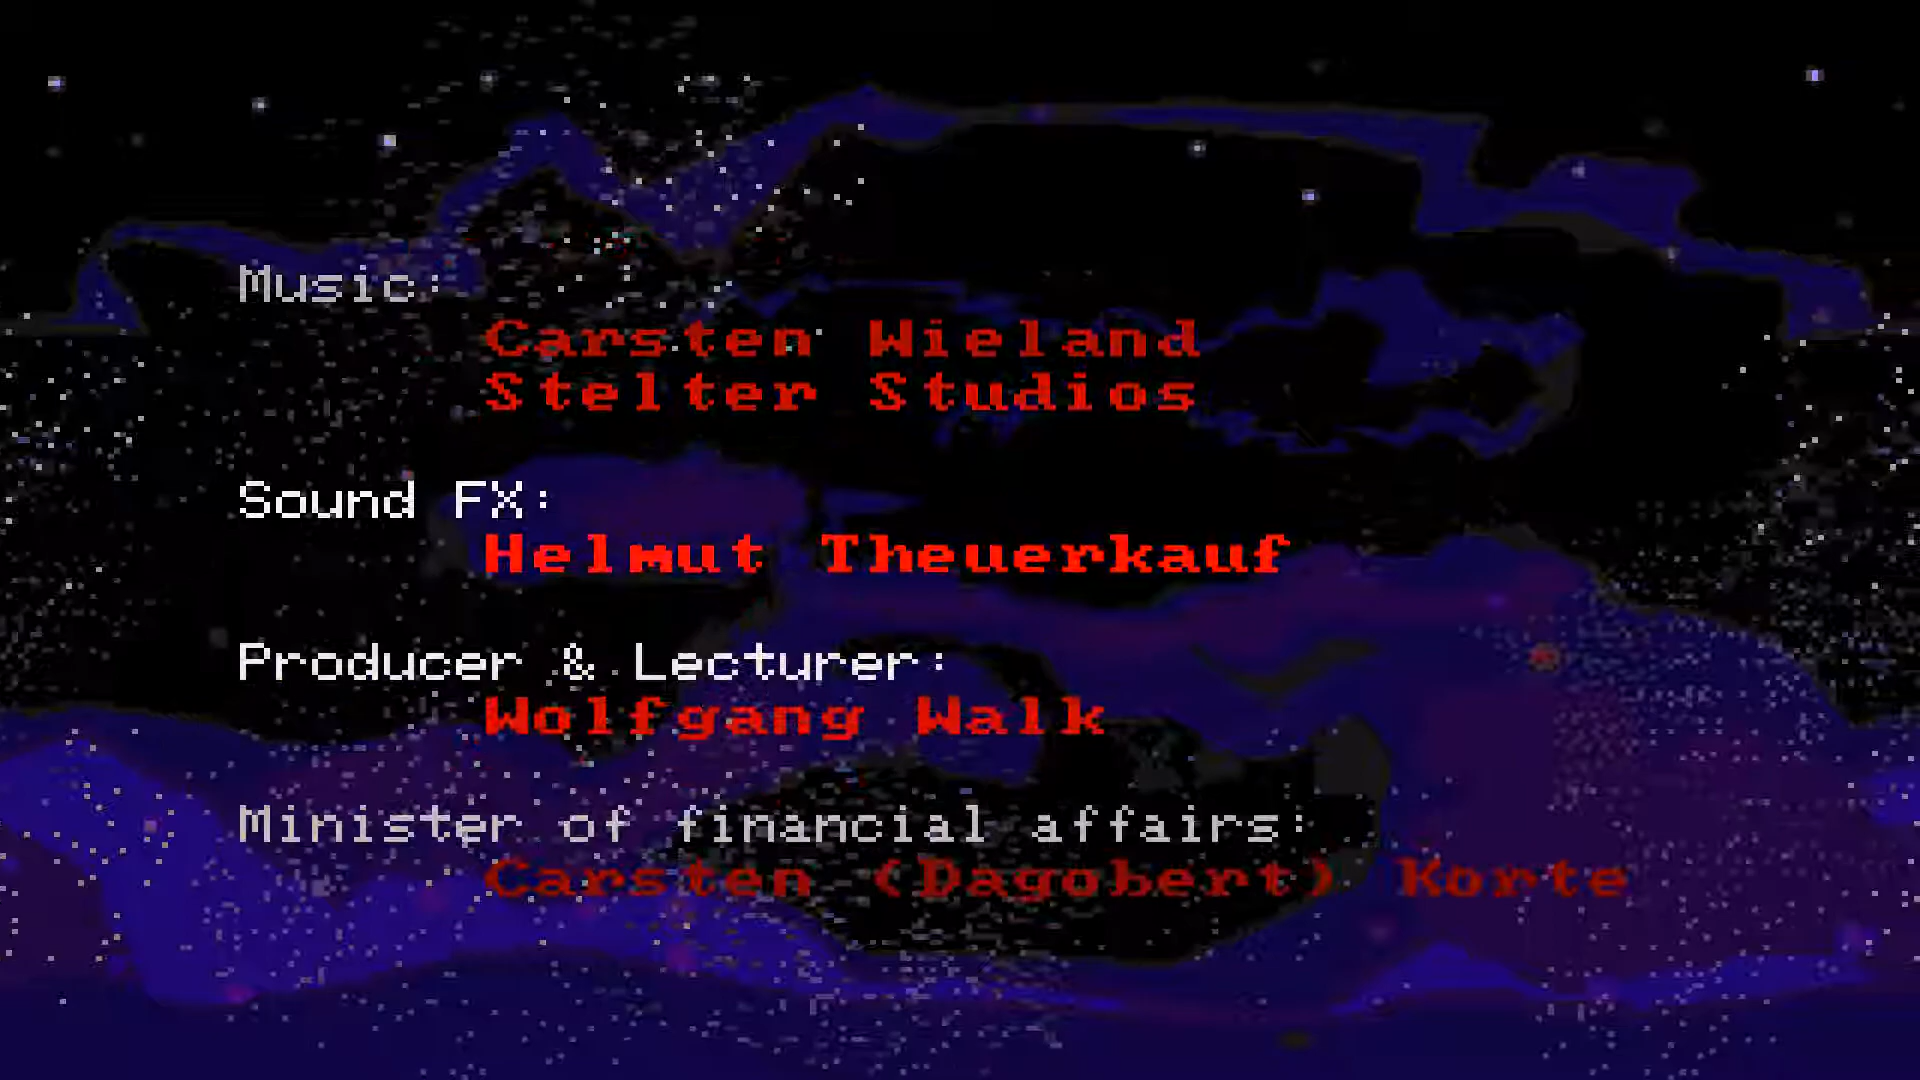 Music:
Carsten Wieland
Stelter Studios
Sound FX:
Helmut Theuerkauf
Producer & Lecturer:
Wolfgang Walk
Minister of financial affairs:
Carsten (Dagobert) Korte